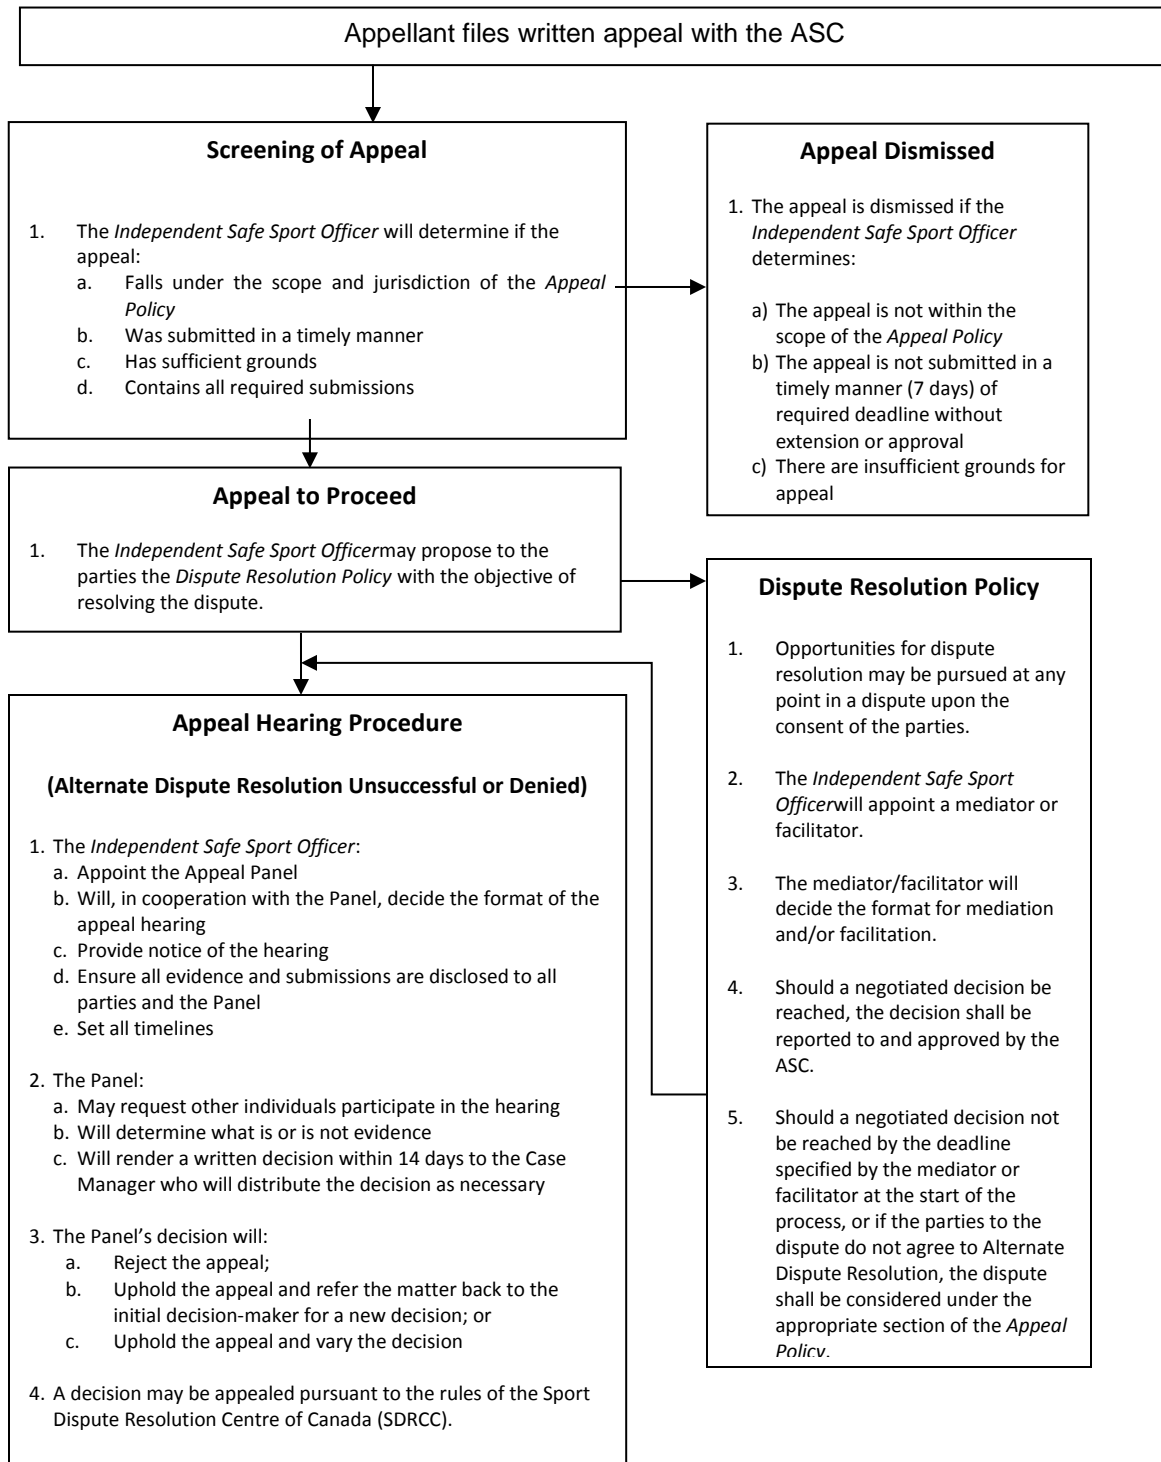 Appellant files written appeal with the ASC
Screening of Appeal
1. The Independent Safe Sport Officer will determine if the
appeal:
a. Falls under the scope and jurisdiction of the Appeal
Policy
b. Was submitted in a timely manner
c. Has sufficient grounds
d. Contains all required submissions
Appeal Dismissed
1. The appeal is dismissed if the
Independent Safe Sport Officer
determines:
a) The appeal is not within the
scope of the Appeal Policy
b) The appeal is not submitted in a
timely manner (7 days) of
required deadline without
extension or approval
c) There are insufficient grounds for
appeal
Appeal to Proceed
1. The Independent Safe Sport Officermay propose to the
parties the Dispute Resolution Policy with the objective of
resolving the dispute.
Dispute Resolution Policy
1. Opportunities for dispute
resolution may be pursued at any
point in a dispute upon the
consent of the parties.
2. The Independent Safe Sport
Officerwill appoint a mediator or
facilitator.
3. The mediator/facilitator will
decide the format for mediation
and/or facilitation.
4. Should a negotiated decision be
reached, the decision shall be
reported to and approved by the
ASC.
5. Should a negotiated decision not
be reached by the deadline
specified by the mediator or
facilitator at the start of the
process, or if the parties to the
dispute do not agree to Alternate
Dispute Resolution, the dispute
shall be considered under the
appropriate section of the Appeal
Policy.
Appeal Hearing Procedure
(Alternate Dispute Resolution Unsuccessful or Denied)
1. The Independent Safe Sport Officer:
a. Appoint the Appeal Panel
b. Will, in cooperation with the Panel, decide the format of the
appeal hearing
c. Provide notice of the hearing
d. Ensure all evidence and submissions are disclosed to all
parties and the Panel
e. Set all timelines
2. The Panel:
a. May request other individuals participate in the hearing
b. Will determine what is or is not evidence
c. Will render a written decision within 14 days to the Case
Manager who will distribute the decision as necessary
3. The Panel’s decision will:
a. Reject the appeal;
b. Uphold the appeal and refer the matter back to the
initial decision-maker for a new decision; or
c. Uphold the appeal and vary the decision
4. A decision may be appealed pursuant to the rules of the Sport
Dispute Resolution Centre of Canada (SDRCC).